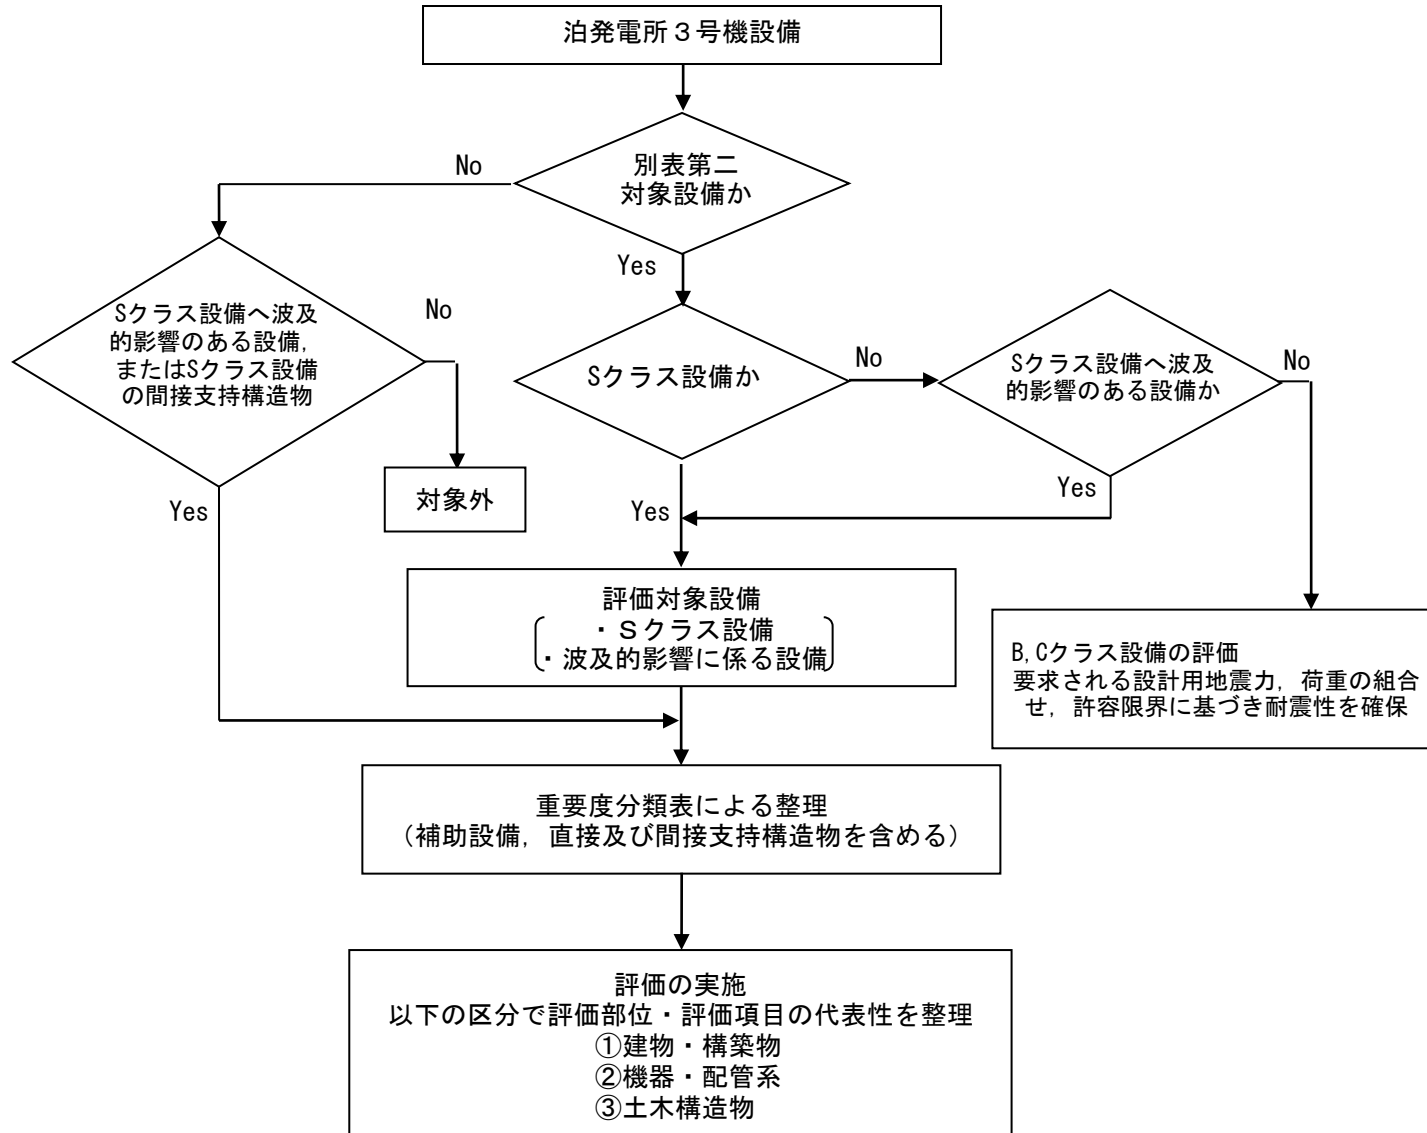 泊発電所３号機設備
No
別表第二
対象設備か
Yes
Sクラス設備へ波及
的影響のある設備,
またはSクラス設備
の間接支持構造物
No
Sクラス設備か
No
Sクラス設備へ波及
的影響のある設備か
No
対象外
Yes
Yes
Yes
評価対象設備
・Ｓクラス設備
・波及的影響に係る設備
B,Cクラス設備の評価
要求される設計用地震力, 荷重の組合
せ, 許容限界に基づき耐震性を確保
重要度分類表による整理
（補助設備, 直接及び間接支持構造物を含める）
評価の実施
以下の区分で評価部位・評価項目の代表性を整理
①建物・構築物
②機器・配管系
③土木構造物